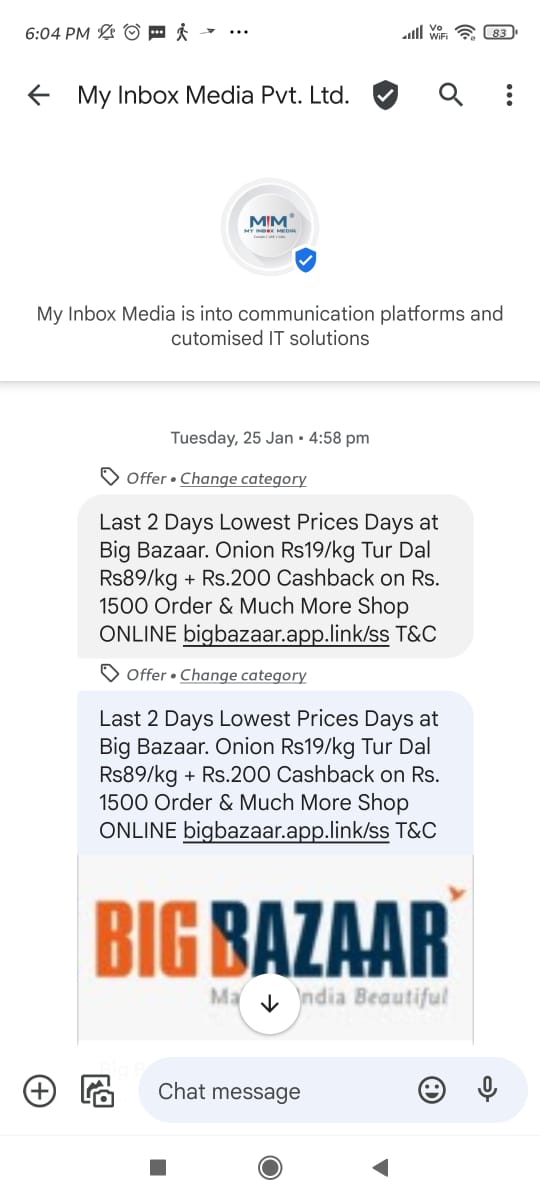 6:04 PM
Vo
WiFi
83
My Inbox Media Pvt. Ltd.
MIM
MY INBOX MEDIA
My Inbox Media is into communication platforms and
cutomised IT solutions
Tuesday, 25 Jan • 4:58 pm
Offer • Change category
Last 2 Days Lowest Prices Days at
Big Bazaar. Onion Rs19/kg Tur Dal
Rs89/kg + Rs.200 Cashback on Rs.
1500 Order & Much More Shop
ONLINE bigbazaar.app.link/ss T&C
Offer • Change category
Last 2 Days Lowest Prices Days at
Big Bazaar. Onion Rs19/kg Tur Dal
Rs89/kg + Rs.200 Cashback on Rs.
1500 Order & Much More Shop
ONLINE bigbazaar.app.link/ss T&C
BIG BAZAAR
Beautiful
Chat message